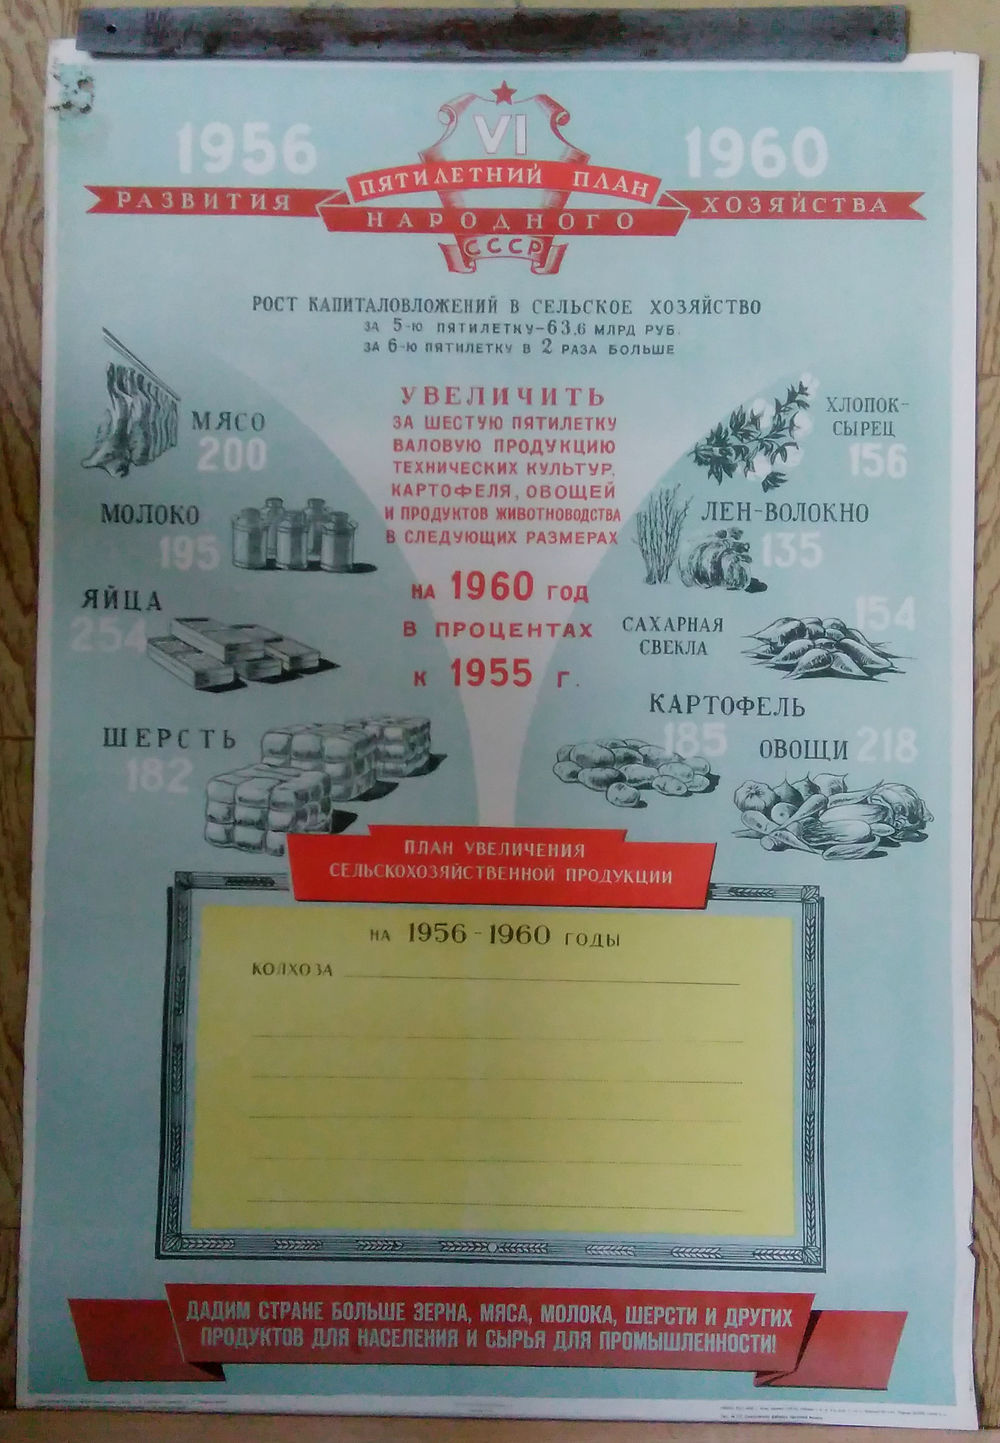 1956
1960
VI
ПЯТИЛЕТНИЙ ПЛАН
РАЗВИТИЯ
НАРОДНОГО
ХОЗЯЙСТВА
СССР
РОСТ КАПИТАЛОВЛОЖЕНИЙ В СЕЛЬСКОЕ ХОЗЯЙСТВО
ЗА 5-Ю ПЯТИЛЕТКУ-63,6 МЛРД РУБ.
ЗА 6-Ю ПЯТИЛЕТКУ В 2 РАЗА БОЛЬШЕ
УВЕЛИЧИТЬ
ЗА ШЕСТУЮ ПЯТИЛЕТКУ
ВАЛОВУЮ ПРОДУКЦИЮ
ТЕХНИЧЕСКИХ КУЛЬТУР,
КАРТОФЕЛЯ, ОВОЩЕЙ
И ПРОДУКТОВ ЖИВОТНОВОДСТВА
В СЛЕДУЮЩИХ РАЗМЕРАХ
НА 1960 ГОД
В ПРОЦЕНТАХ
К 1955 Г.
МЯСО
200
МОЛОКО
195
ЯЙЦА
254
ШЕРСТЬ
182
ХЛОПОК-
СЫРЕЦ
156
ЛЕН-ВОЛОКНО
135
САХАРНАЯ
СВЕКЛА
154
КАРТОФЕЛЬ
185
ОВОЩИ
218
ПЛАН УВЕЛИЧЕНИЯ
СЕЛЬСКОХОЗЯЙСТВЕННОЙ ПРОДУКЦИИ
НА 1956-1960 ГОДЫ
КОЛХОЗА
ДАДИМ СТРАНЕ БОЛЬШЕ ЗЕРНА, МЯСА, МОЛОКА, ШЕРСТИ И ДРУГИХ
ПРОДУКТОВ ДЛЯ НАСЕЛЕНИЯ И СЫРЬЯ ДЛЯ ПРОМЫШЛЕННОСТИ!